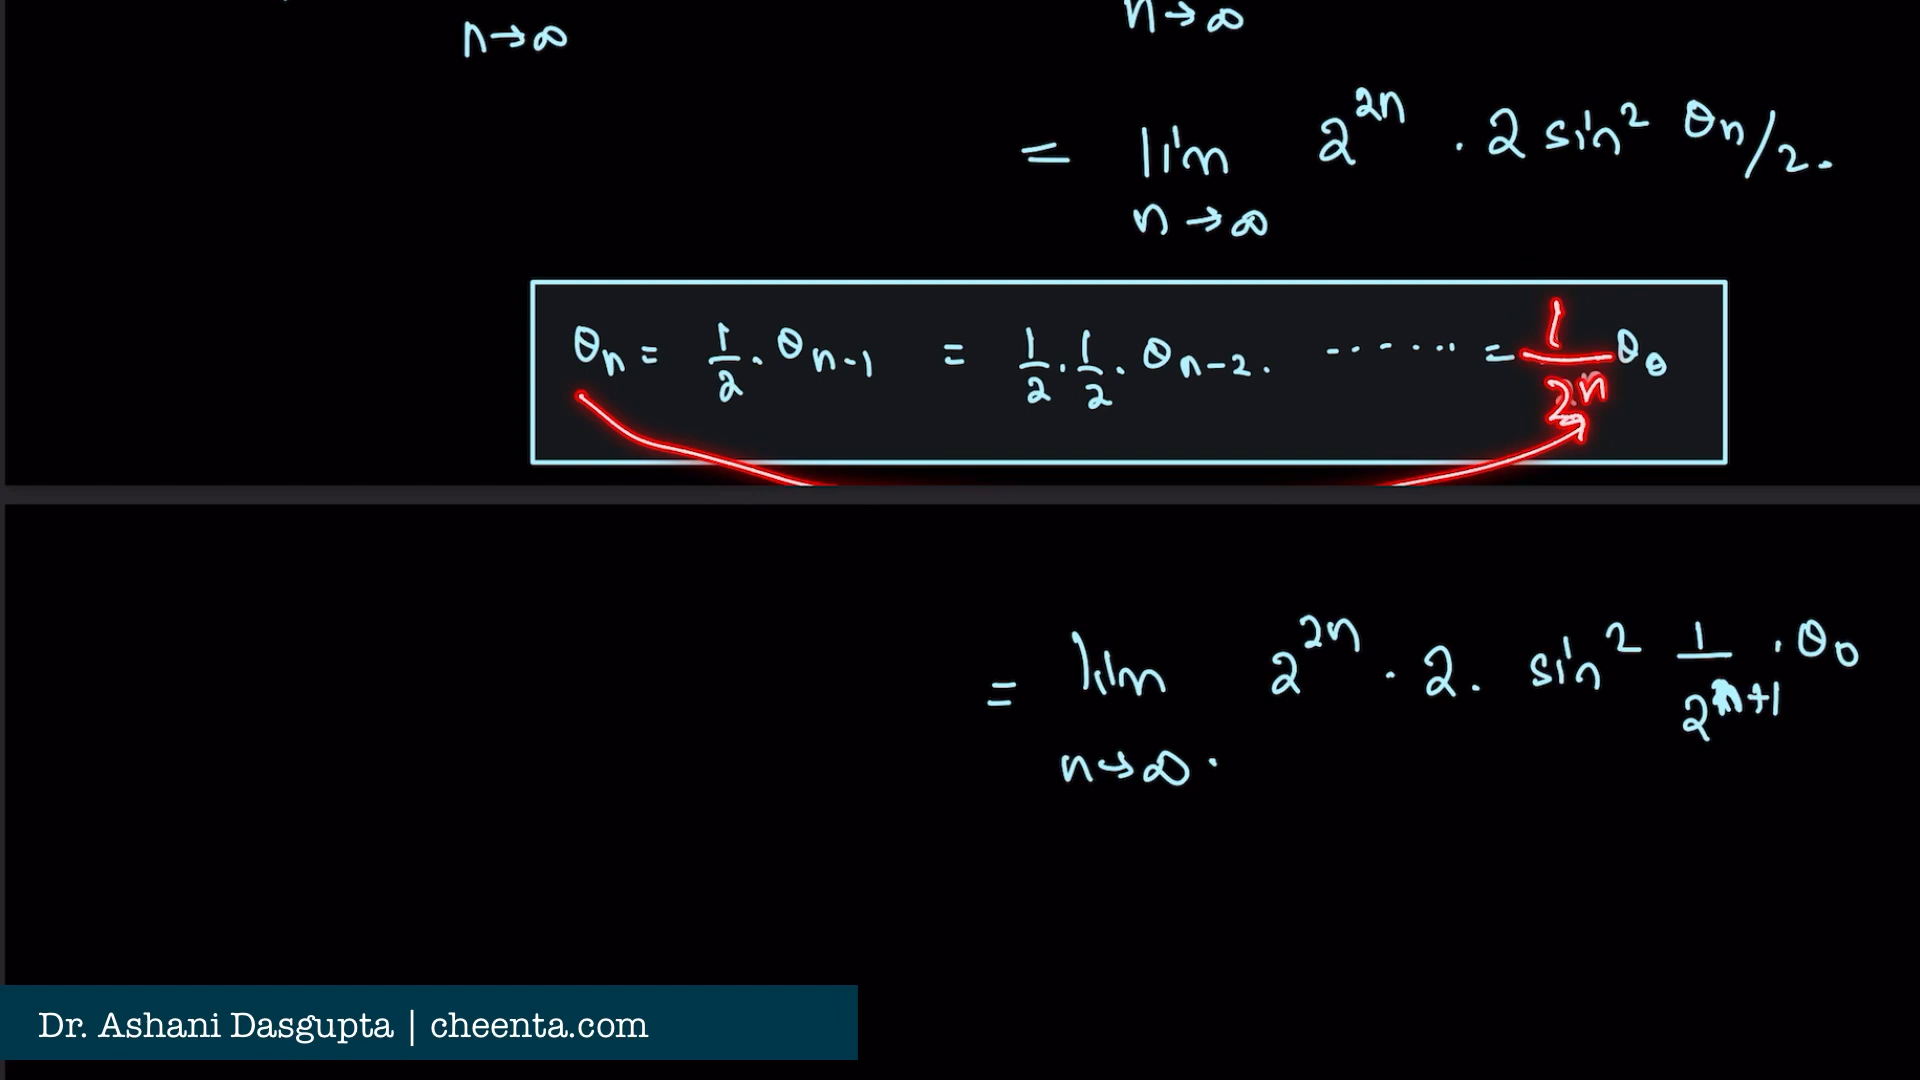 n→∞ n→∞
= lim 2^{2n} . 2 sin² θn/2.
n→∞
θn = 1/2 . θn-1 = 1/2 . 1/2 . θn-2 . ...... = 1/2^n θ0
= lim 2^{2n} . 2 . sin² 1/2^{n+1} . θ0
n→∞ .
Dr. Ashani Dasgupta | cheenta.com